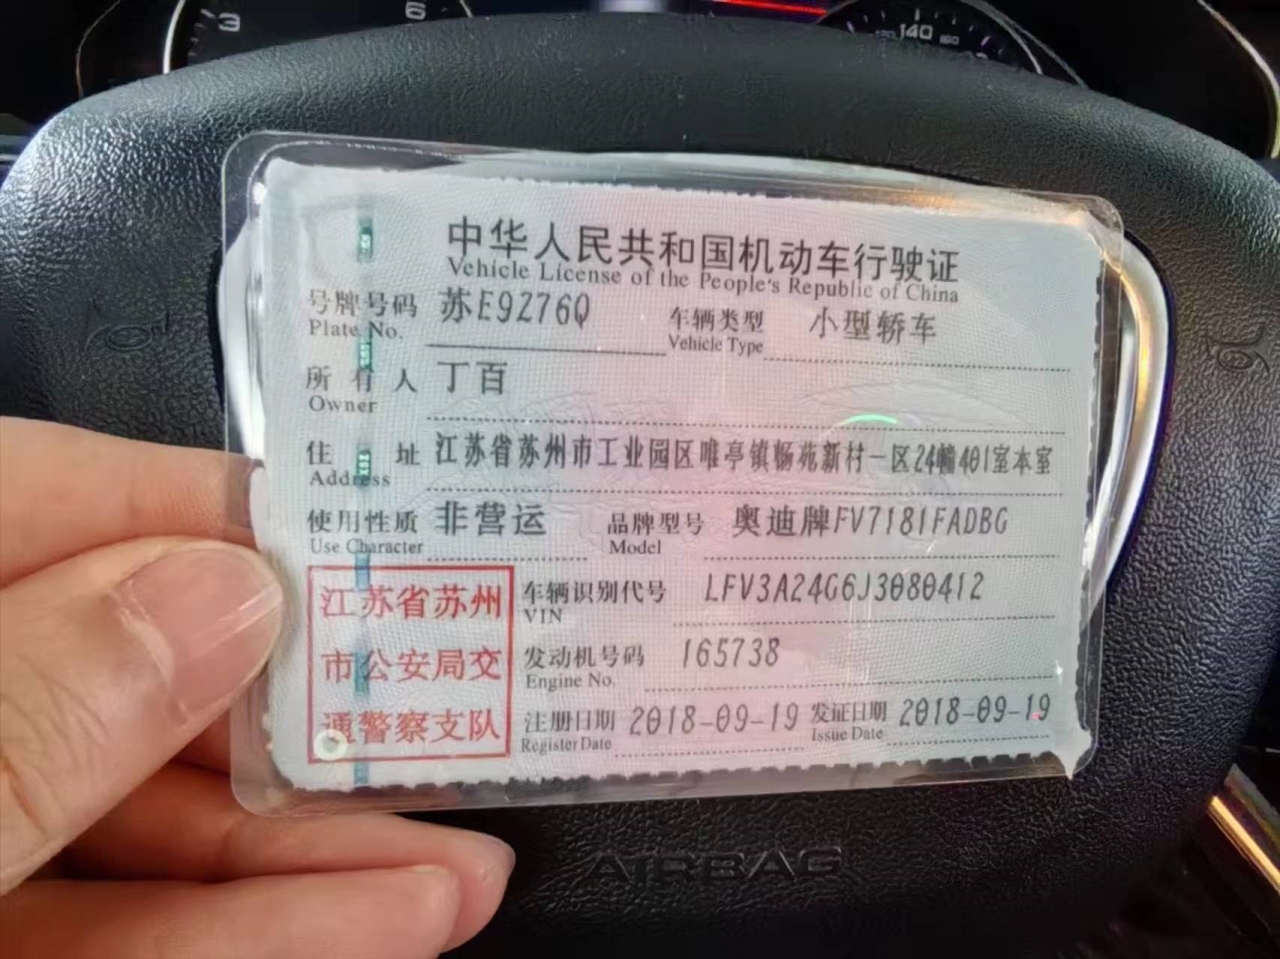 3 6 140
中华人民共和国机动车行驶证
Vehicle License of the People's Republic of China
号牌号码 苏E9Z76Q 车辆类型 小型轿车
Plate No. Vehicle Type
所有人 丁百
Owner
住址 江苏省苏州市工业园区唯亭镇畅苑新村一区24幢401室本室
Address
使用性质 非营运 品牌型号 奥迪牌FV7181FADBG
Use Character Model
江苏省苏州
市公安局交
通警察支队
车辆识别代号 LFV3A24G6J3080412
VIN
发动机号码 165738
Engine No.
注册日期 2018-09-19 发证日期 2018-09-19
Register Date Issue Date
AIRBAG